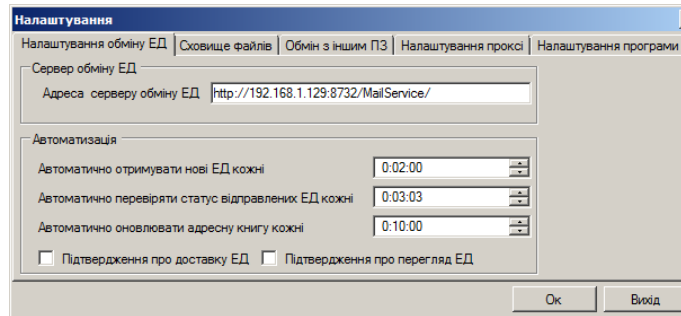 Налаштування
Налаштування обміну ЕД Сховище файлів Обмін з іншим ПЗ Налаштування проксі Налаштування програми
Сервер обміну ЕД
Адреса серверу обміну ЕД http://192.168.1.129:8732/MailService/
Автоматизація
Автоматично отримувати нові ЕД кожні 0:02:00
Автоматично перевіряти статус відправлених ЕД кожні 0:03:03
Автоматично оновлювати адресну книгу кожні 0:10:00
Підтвердження про доставку ЕД Підтвердження про перегляд ЕД
Ок Вихід